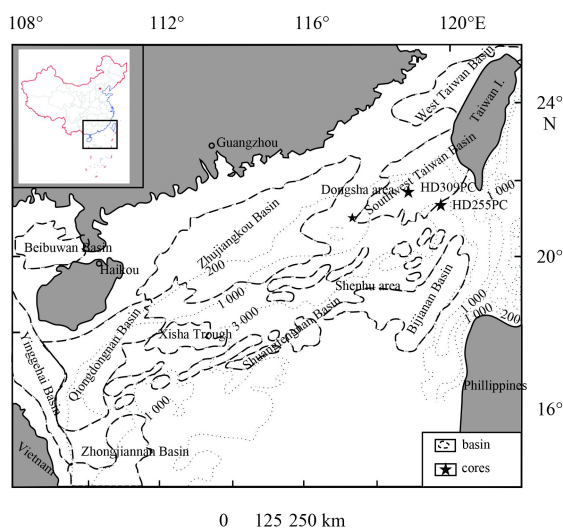 108° 112° 116° 120°E
24°
N
20°
16°
West Taiwan Basin
Taiwan I.
Southwest Taiwan Basin
Guangzhou
Dongsha area
HD309PC
HD255PC
1 000
Zhujiangkou Basin
200
Beibuwan Basin
Haikou
Shenhu area
1 000
3 000
Bijianan Basin
1 000
3 000
200
Xisha Trough
Shuangfengnan Basin
Qiongdongnan Basin
Yinggehai Basin
1 000
Phillippines
Zhongjiannan Basin
Vietnam
basin
cores
0 125 250 km